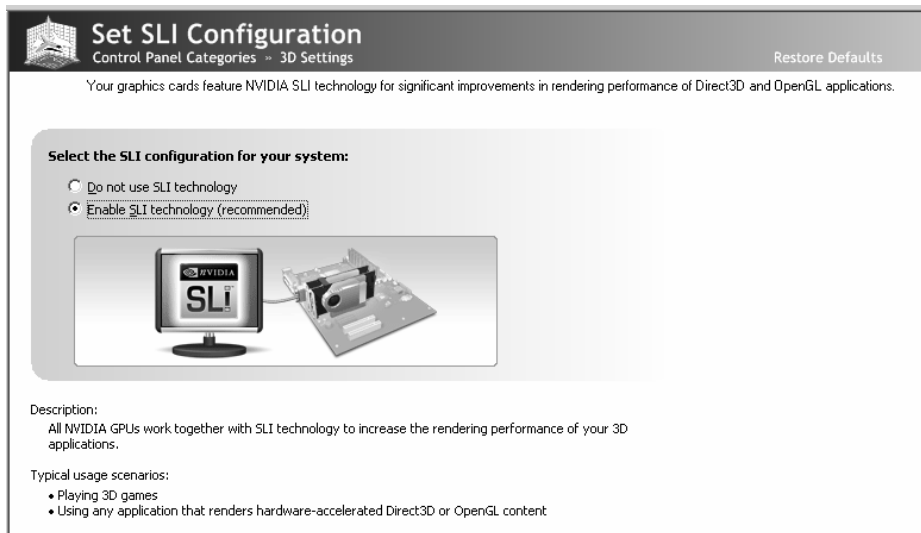 Set SLI Configuration
Control Panel Categories » 3D Settings
Restore Defaults
Your graphics cards feature NVIDIA SLI technology for significant improvements in rendering performance of Direct3D and OpenGL applications.
Select the SLI configuration for your system:
Do not use SLI technology
Enable SLI technology (recommended)
NVIDIA
SLI
Description:
All NVIDIA GPUs work together with SLI technology to increase the rendering performance of your 3D
applications.
Typical usage scenarios:
• Playing 3D games
• Using any application that renders hardware-accelerated Direct3D or OpenGL content